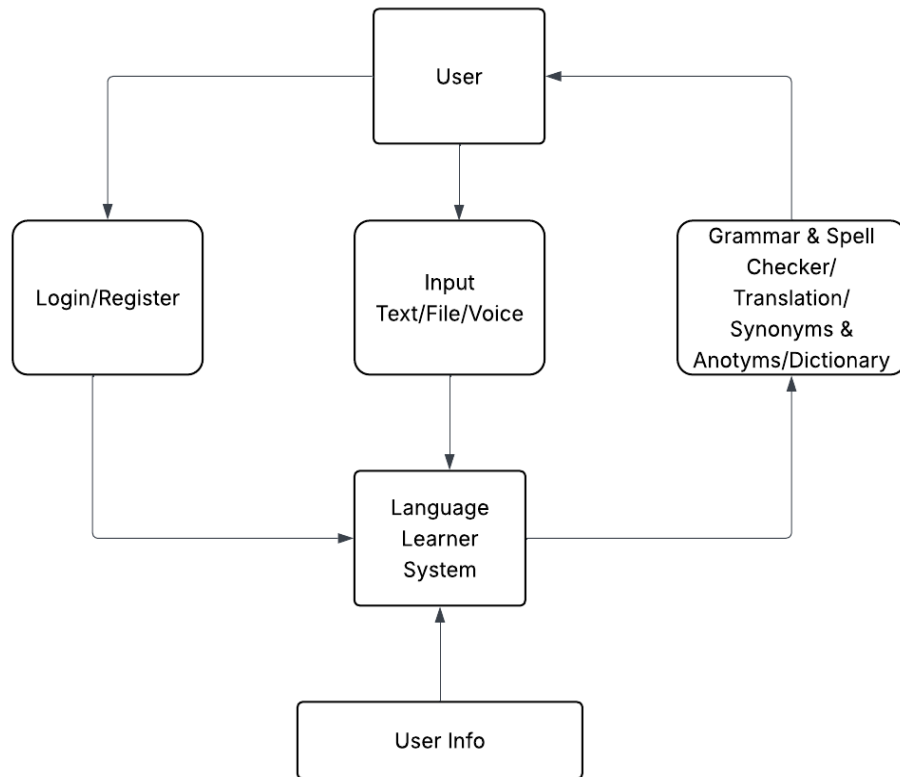 User
Login/Register
Input
Text/File/Voice
Grammar & Spell
Checker/
Translation/
Synonyms &
Anotyms/Dictionary
Language
Learner
System
User Info